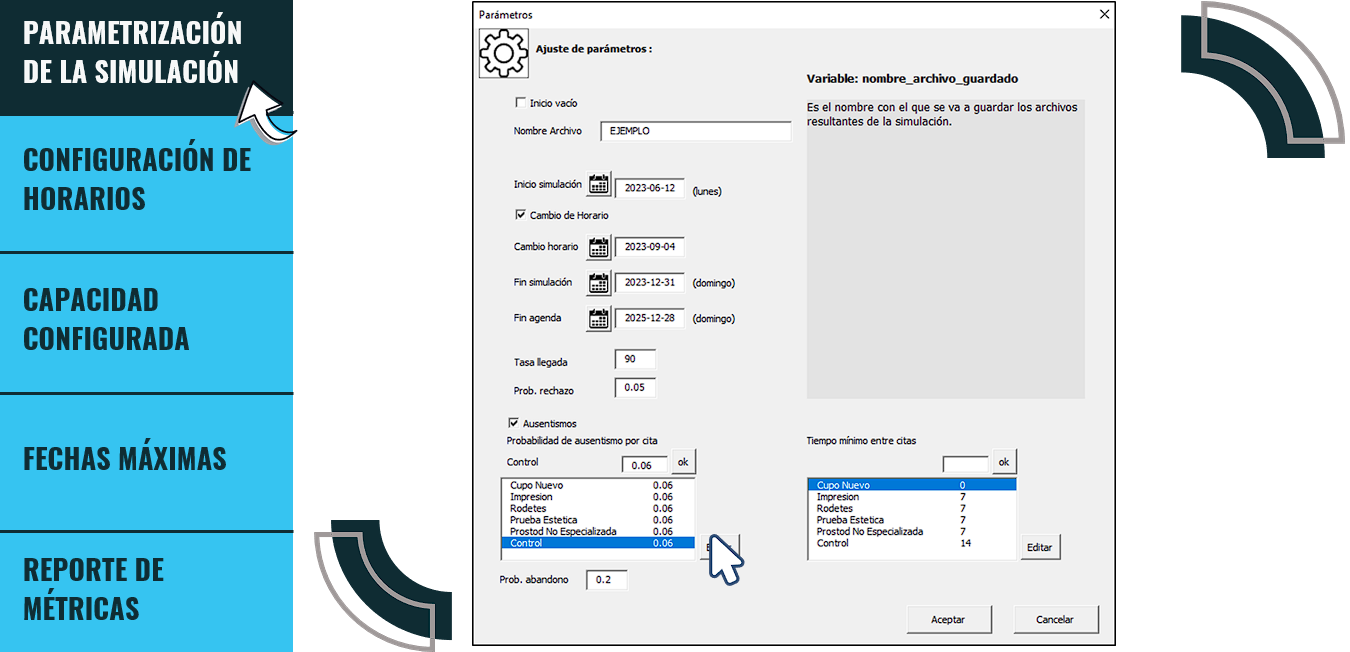 PARAMETRIZACIÓN
DE LA SIMULACIÓN
CONFIGURACIÓN DE
HORARIOS
CAPACIDAD
CONFIGURADA
FECHAS MÁXIMAS
REPORTE DE
MÉTRICAS
Parámetros
Ajuste de parámetros :
Inicio vacío
Nombre Archivo EJEMPLO
Inicio simulación 2023-06-12 (lunes)
Cambio de Horario
Cambio horario 2023-09-04
Fin simulación 2023-12-31 (domingo)
Fin agenda 2025-12-28 (domingo)
Tasa llegada 90
Prob. rechazo 0.05
Variable: nombre_archivo_guardado
Es el nombre con el que se va a guardar los archivos
resultantes de la simulación.
Ausentismos
Probabilidad de ausentismo por cita
Control 0.06 ok
Cupo Nuevo 0.06
Impresion 0.06
Rodetes 0.06
Prueba Estetica 0.06
Prostod No Especializada 0.06
Control 0.06
Prob. abandono 0.2
Tiempo mínimo entre citas
ok
Cupo Nuevo 0
Impresion 7
Rodetes 7
Prueba Estetica 7
Prostod No Especializada 7
Control 14
Editar
Aceptar Cancelar